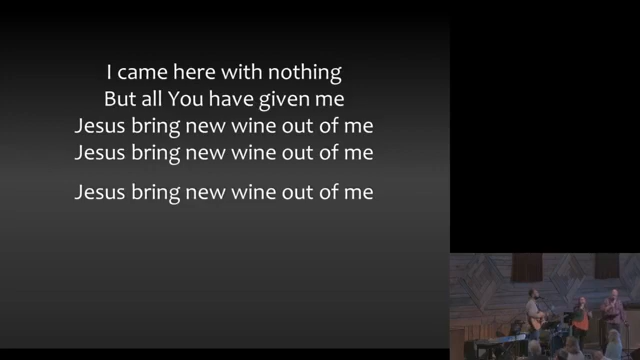 I came here with nothing
But all You have given me
Jesus bring new wine out of me
Jesus bring new wine out of me
Jesus bring new wine out of me